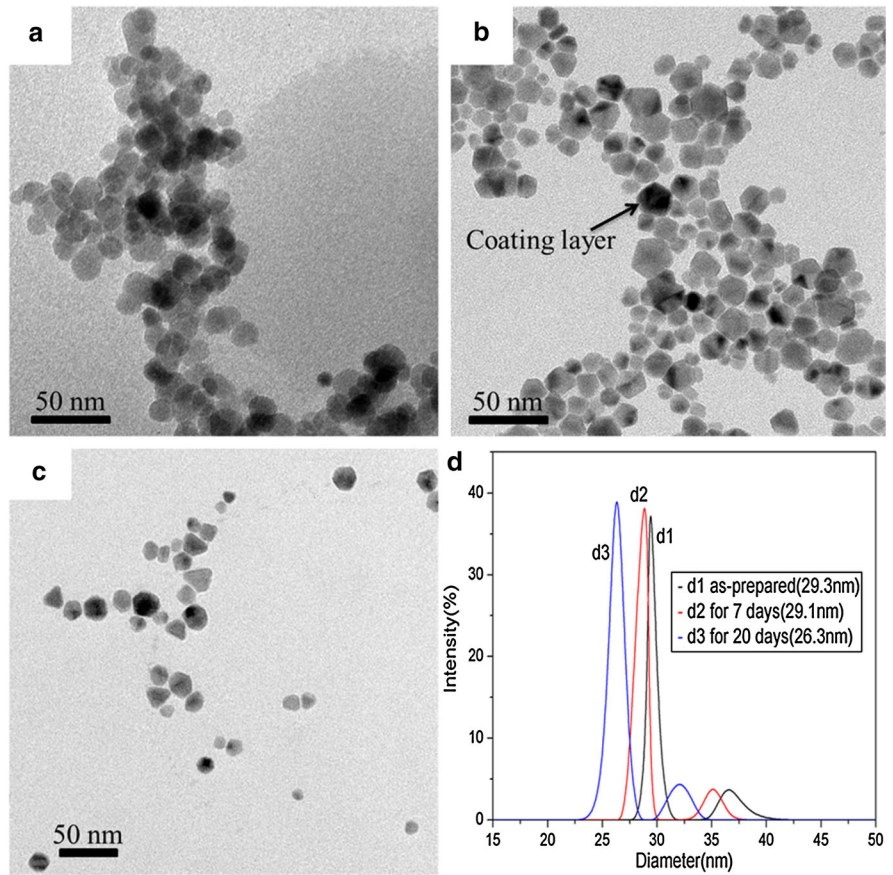 a
50 nm
b
Coating layer
50 nm
c
50 nm
d
Intensity(%)
40
30
20
10
0
d2
d1
d3
d1 as-prepared(29.3nm)
d2 for 7 days(29.1nm)
d3 for 20 days(26.3nm)
15 20 25 30 35 40 45 50
Diameter(nm)